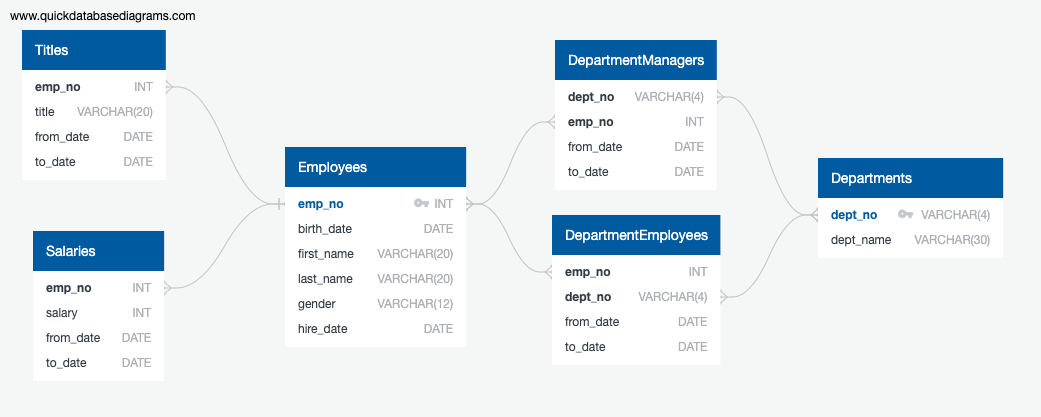 www.quickdatabasediagrams.com
Titles
emp_no INT
title VARCHAR(20)
from_date DATE
to_date DATE
Salaries
emp_no INT
salary INT
from_date DATE
to_date DATE
Employees
emp_no INT
birth_date DATE
first_name VARCHAR(20)
last_name VARCHAR(20)
gender VARCHAR(12)
hire_date DATE
DepartmentManagers
dept_no VARCHAR(4)
emp_no INT
from_date DATE
to_date DATE
DepartmentEmployees
emp_no INT
dept_no VARCHAR(4)
from_date DATE
to_date DATE
Departments
dept_no VARCHAR(4)
dept_name VARCHAR(30)